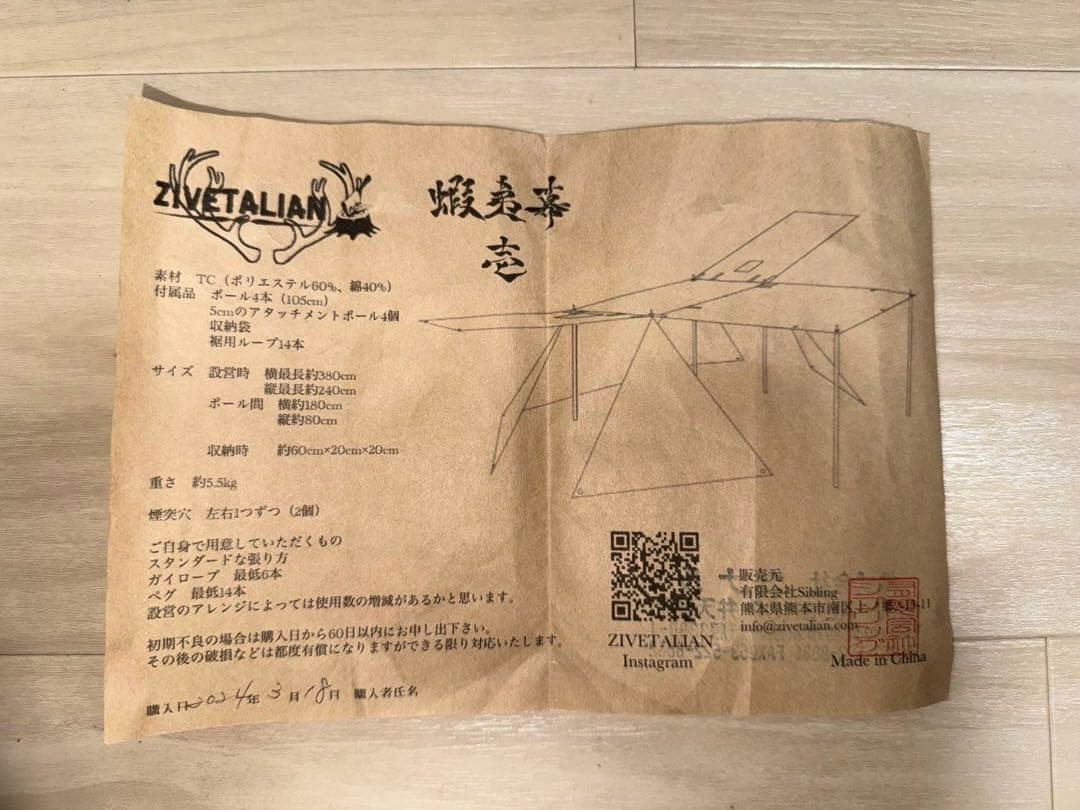 ZIVETALIAN
蝦夷幕
壱
素材 TC（ポリエステル60%、綿40%）
付属品 ポール4本（105cm）
5cmのアタッチメントポール4個
収納袋
裾用ループ14本
サイズ 設営時 横最長約380cm
縦最長約240cm
ポール間 横約180cm
縦約80cm
収納時 約60cm×20cm×20cm
重さ 約5.5kg
煙突穴 左右1つずつ（2個）
ご自身で用意していただくもの
スタンダードな張り方
ガイロープ 最低6本
ペグ 最低14本
設営のアレンジによっては使用数の増減があるかと思います。
初期不良の場合は購入日から60日以内にお申し出下さい。
その後の破損などは都度有償になりますができる限り対応いたします。
購入日2024年3月18日 購入者氏名
ZIVETALIAN
Instagram
販売元
有限会社Sibling
熊本県熊本市南区上ノ郷
info@zivetalian.com
Made in China